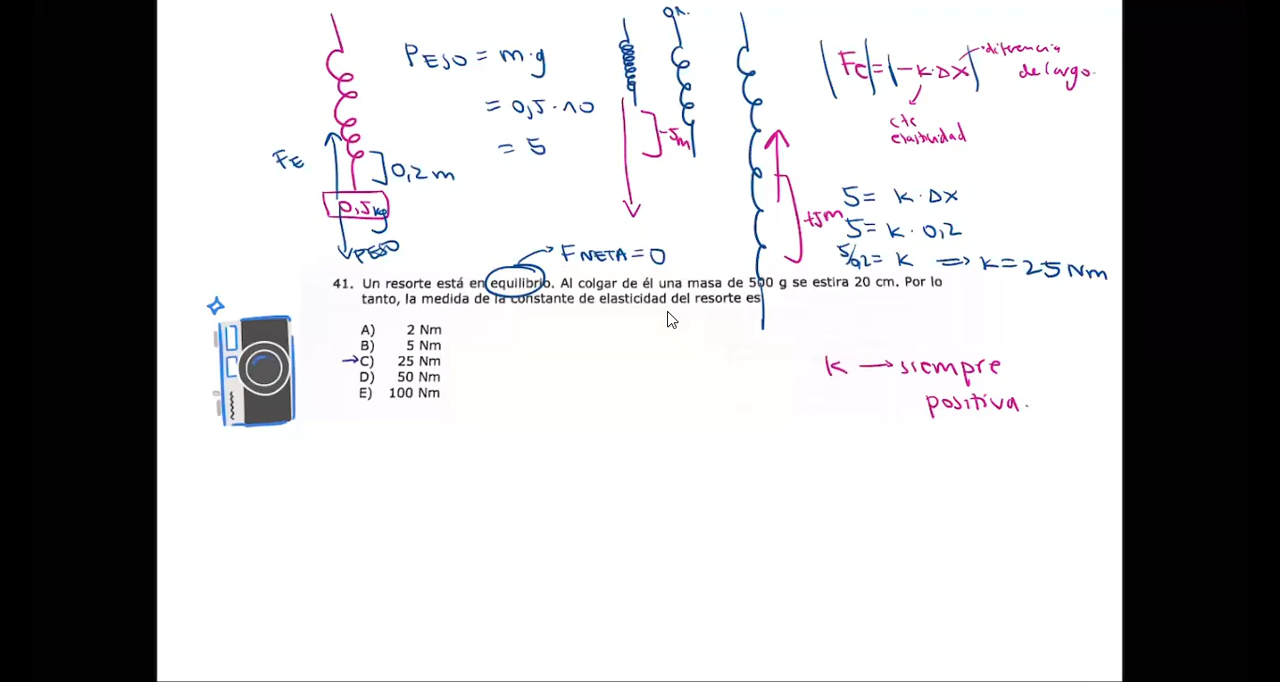 PESO = m·g
= 0,5·10
= 5
FE
0,2 m
0,5 kg
PESO
-5m
+5m
|FE| = |-K·ΔX|
diferencia
de largo.
cte
elasticidad
5 = K·ΔX
5 = K·0,2
5/0,2 = K ⇒ K = 25 Nm
F NETA = 0
41. Un resorte está en equilibrio. Al colgar de él una masa de 500 g se estira 20 cm. Por lo
tanto, la medida de la constante de elasticidad del resorte es
A) 2 Nm
B) 5 Nm
→C) 25 Nm
D) 50 Nm
E) 100 Nm
K → siempre
positiva.